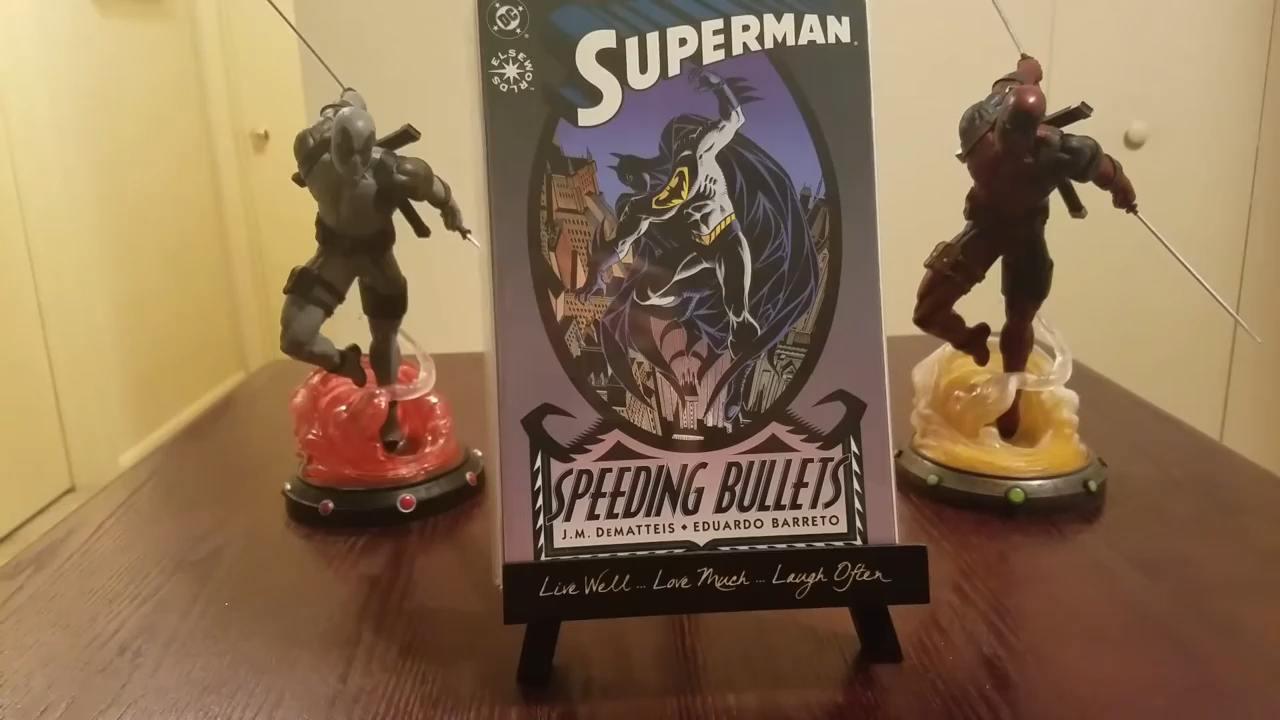 DC
ELSEWORLDS
SUPERMAN
SPEEDING BULLETS
J.M. DEMATTEIS • EDUARDO BARRETO
Live Well ... Love Much ... Laugh Often